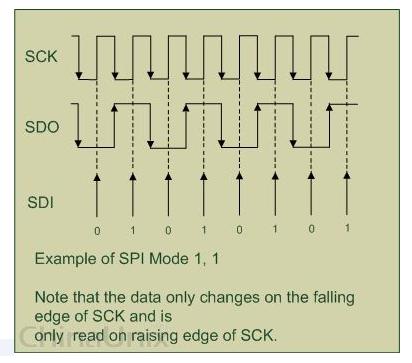 SCK
SDO
SDI
0 1 0 1 0 1 0 1
Example of SPI Mode 1, 1
Note that the data only changes on the falling
edge of SCK and is
only read on raising edge of SCK.
ChinaUnix